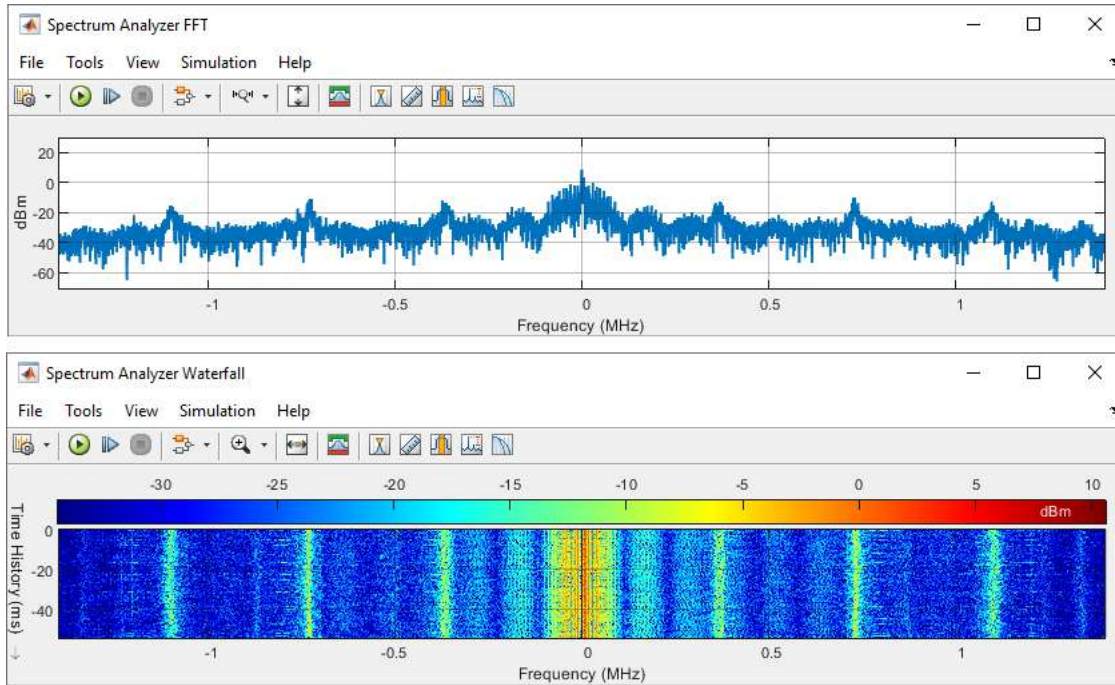 Spectrum Analyzer FFT
File Tools View Simulation Help
20
0
-20
-40
-60
dBm
-1 -0.5 0 0.5 1
Frequency (MHz)
Spectrum Analyzer Waterfall
File Tools View Simulation Help
-30 -25 -20 -15 -10 -5 0 5 10
dBm
Time History (ms)
0
-20
-40
-1 -0.5 0 0.5 1
Frequency (MHz)